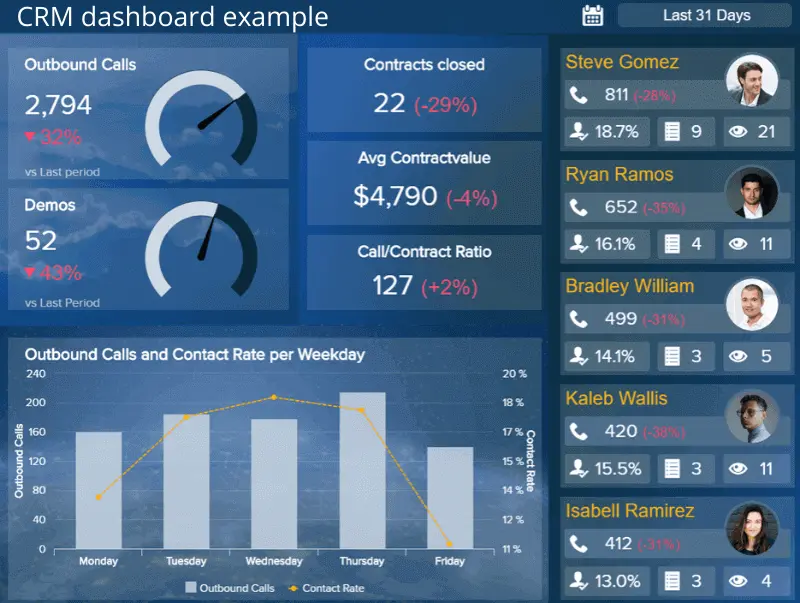 CRM dashboard example
Last 31 Days
Outbound Calls
2,794
▼ 32%
vs Last period
Demos
52
▼ 43%
vs Last Period
Contracts closed
22 (-29%)
Avg Contractvalue
$4,790 (-4%)
Call/Contract Ratio
127 (+2%)
Outbound Calls and Contact Rate per Weekday
Outbound Calls
240
200
160
120
80
40
0
20 %
18 %
17 %
15 %
14 %
12 %
11 %
Contact Rate
Monday Tuesday Wednesday Thursday Friday
Outbound Calls Contact Rate
Steve Gomez
811 (-28%)
18.7% 9 21
Ryan Ramos
652 (-35%)
16.1% 4 11
Bradley William
499 (-31%)
14.1% 3 5
Kaleb Wallis
420 (-38%)
15.5% 3 11
Isabell Ramirez
412 (-31%)
13.0% 3 4